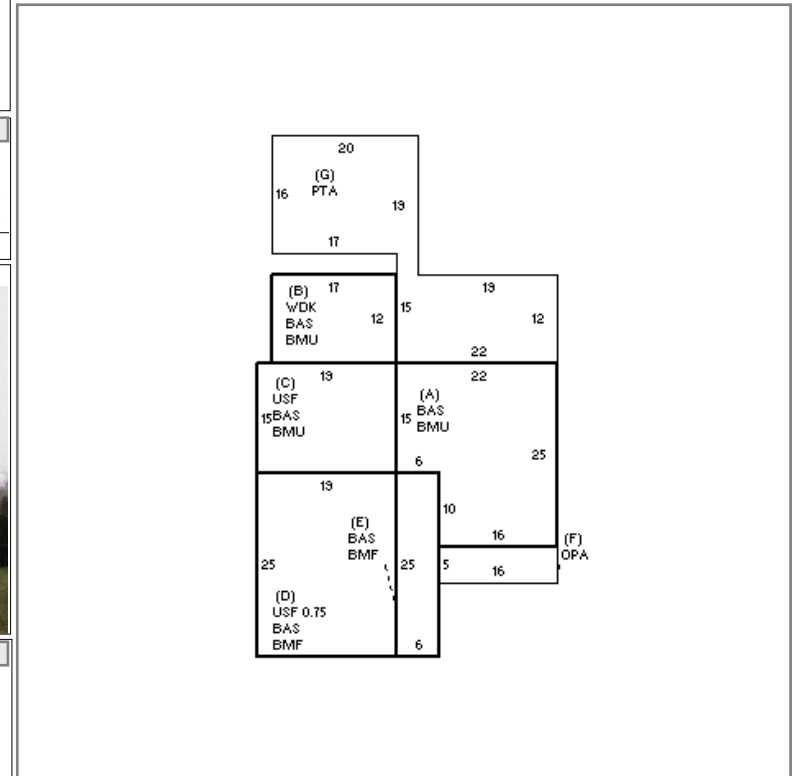 20
(G)
PTA
16
19
17
(B)
WDK
BAS
BMU
17
12
15
19
12
22
(C)
USF
BAS
BMU
19
15
(A)
BAS
BMU
22
15
25
6
19
10
(E)
BAS
BMF
16
(F)
OPA
25
25
5
16
(D)
USF 0.75
BAS
BMF
6